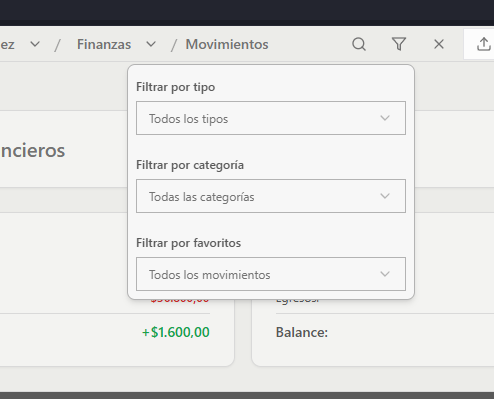 ez / Finanzas / Movimientos
Filtrar por tipo
Todos los tipos
ncieros
Filtrar por categoría
Todas las categorías
Filtrar por favoritos
Todos los movimientos
Egresos:
+$1.600,00
Balance: